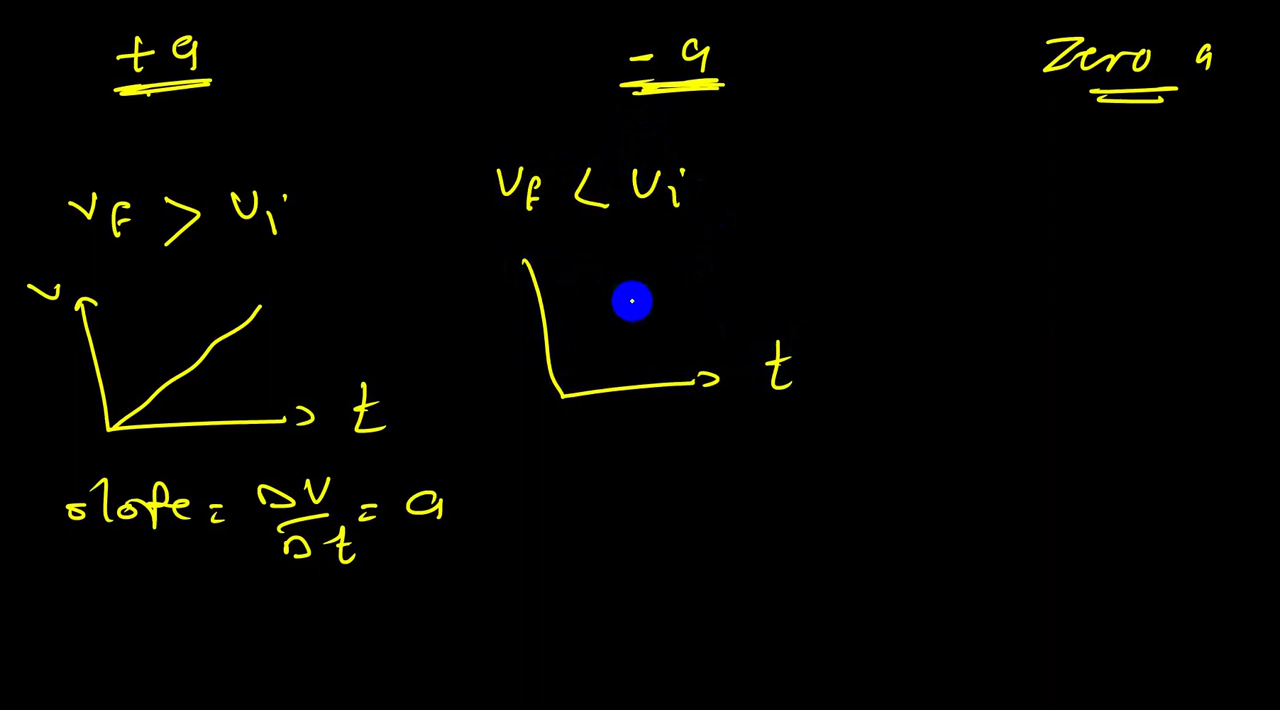 +a
-a
Zero a
VF > Vi
V
t
slope = ΔV/Δt = a
VF < Vi
t